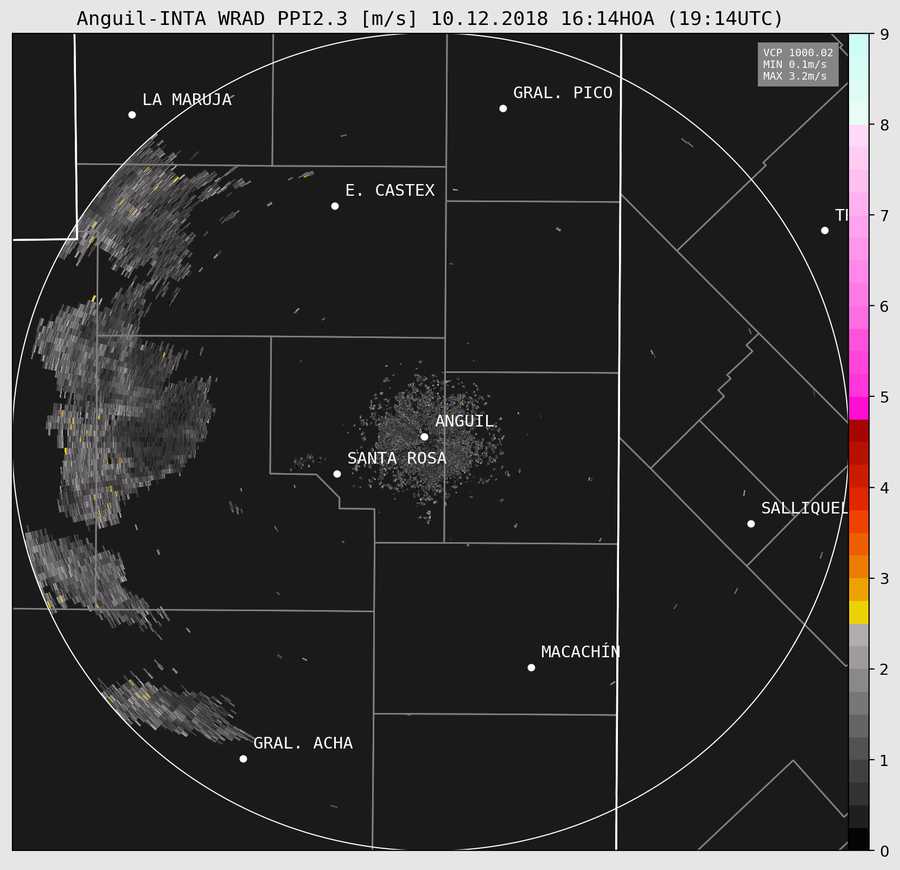 Anguil-INTA WRAD PPI2.3 [m/s] 10.12.2018 16:14HOA (19:14UTC)
VCP 1000.02
MIN 0.1m/s
MAX 3.2m/s
LA MARUJA
GRAL. PICO
E. CASTEX
ANGUIL
SANTA ROSA
SALLIQUEL
MACACHÍN
GRAL. ACHA
9
8
7
6
5
4
3
2
1
0